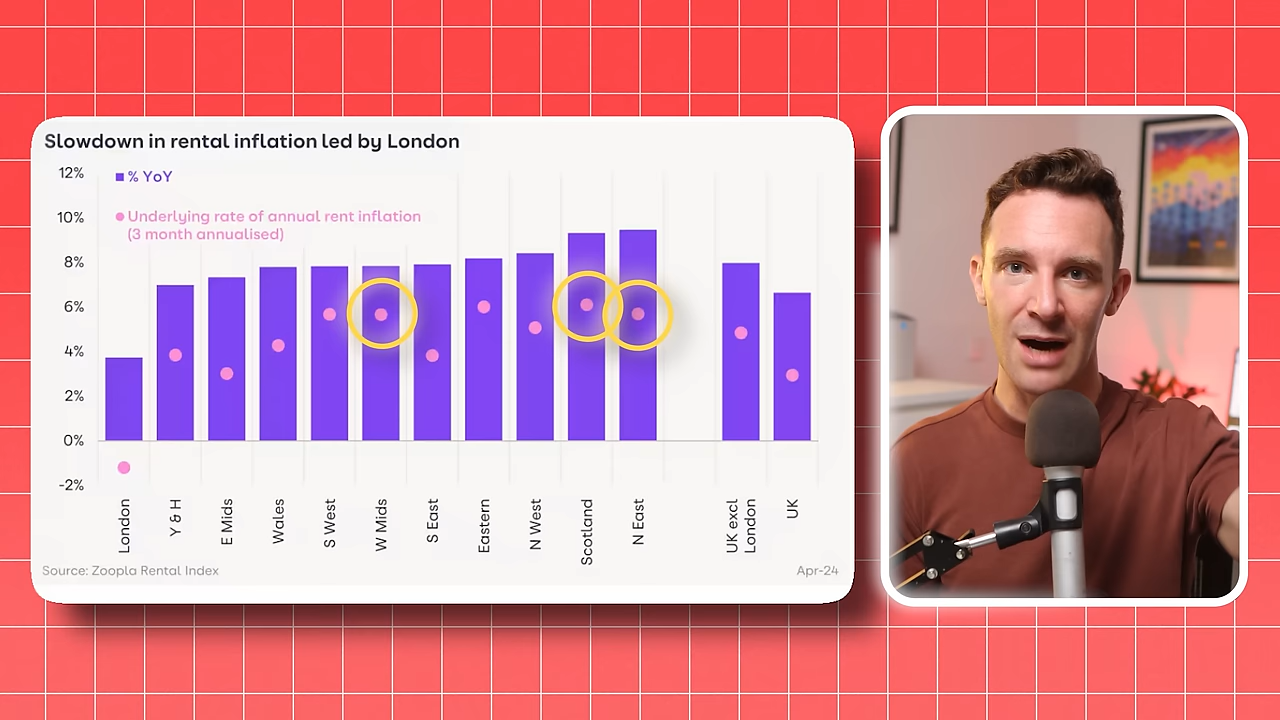 Slowdown in rental inflation led by London
12%
10%
8%
6%
4%
2%
0%
-2%
% YoY
Underlying rate of annual rent inflation
(3 month annualised)
London
Y & H
E Mids
Wales
S West
W Mids
S East
Eastern
N West
Scotland
N East
UK excl
London
UK
Source: Zoopla Rental Index
Apr-24